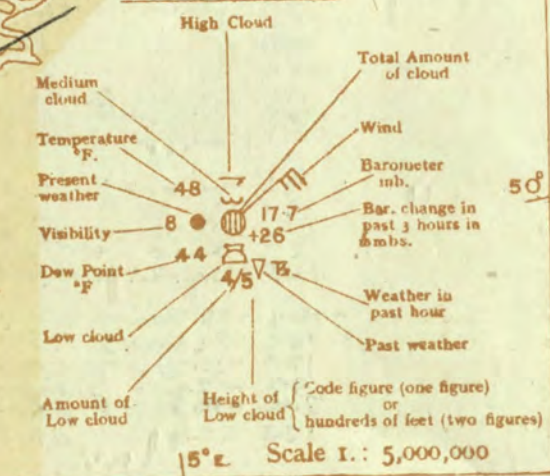 High Cloud
Total Amount
of cloud
Medium
cloud
Temperature
°F.
Wind
Present
weather
48
Barometer
mb.
50°
Visibility
8
17·7
+26
Bar. change in
past 3 hours in
mbs.
Dew Point
°F
44
4/5
Weather in
past hour
Low cloud
Past weather
Amount of
Low cloud
Height of
Low cloud
Code figure (one figure)
or
hundreds of feet (two figures)
5°E
Scale 1.: 5,000,000